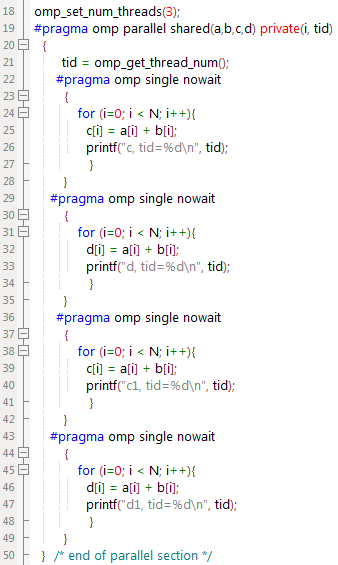 18 omp_set_num_threads(3);
19 #pragma omp parallel shared(a,b,c,d) private(i, tid)
20 {
21 tid = omp_get_thread_num();
22 #pragma omp single nowait
23 {
24 for (i=0; i < N; i++){
25 c[i] = a[i] + b[i];
26 printf("c, tid=%d\n", tid);
27 }
28 }
29 #pragma omp single nowait
30 {
31 for (i=0; i < N; i++){
32 d[i] = a[i] + b[i];
33 printf("d, tid=%d\n", tid);
34 }
35 }
36 #pragma omp single nowait
37 {
38 for (i=0; i < N; i++){
39 c[i] = a[i] + b[i];
40 printf("c1, tid=%d\n", tid);
41 }
42 }
43 #pragma omp single nowait
44 {
45 for (i=0; i < N; i++){
46 d[i] = a[i] + b[i];
47 printf("d1, tid=%d\n", tid);
48 }
49 }
50 } /* end of parallel section */